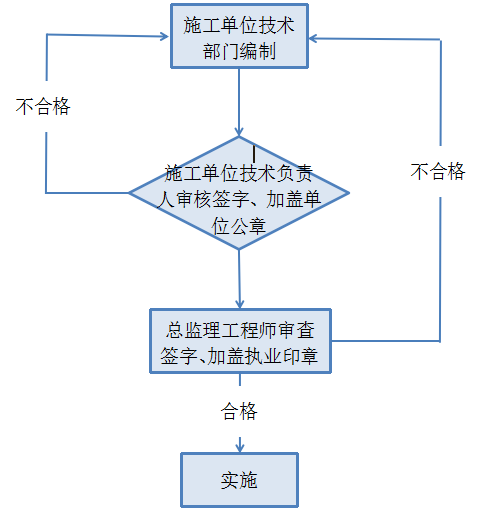 施工单位技术
部门编制
不合格
不合格
施工单位技术负责
人审核签字、加盖单
位公章
总监理工程师审查
签字、加盖执业印章
合格
实施